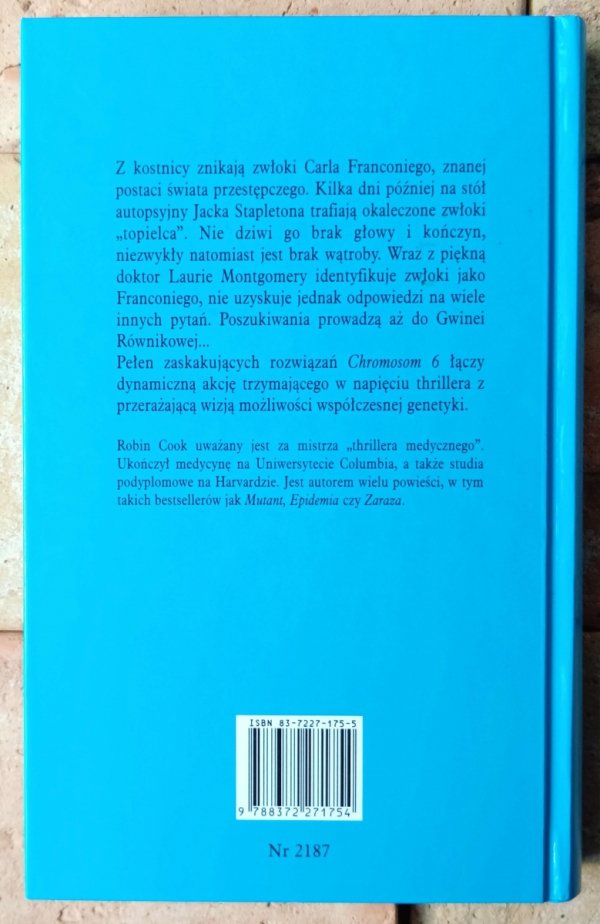 Z kostnicy znikają zwłoki Carla Franconiego, znanej
postaci świata przestępczego. Kilka dni później na stół
autopsyjny Jacka Stapletona trafiają okaleczone zwłoki
„topielca”. Nie dziwi go brak głowy i kończyn,
niezwykły natomiast jest brak wątroby. Wraz z piękną
doktor Laurie Montgomery identyfikuje zwłoki jako
Franconiego, nie uzyskuje jednak odpowiedzi na wiele
innych pytań. Poszukiwania prowadzą aż do Gwinei
Równikowej...
Pełen zaskakujących rozwiązań Chromosom 6 łączy
dynamiczną akcję trzymającego w napięciu thrillera z
przerażającą wizją możliwości współczesnej genetyki.
Robin Cook uważany jest za mistrza „thrillera medycznego”.
Ukończył medycynę na Uniwersytecie Columbia, a także studia
podyplomowe na Harvardzie. Jest autorem wielu powieści, w tym
takich bestsellerów jak Mutant, Epidemia czy Zaraza.
ISBN 83-7227-175-5
9 788372 271754
Nr 2187